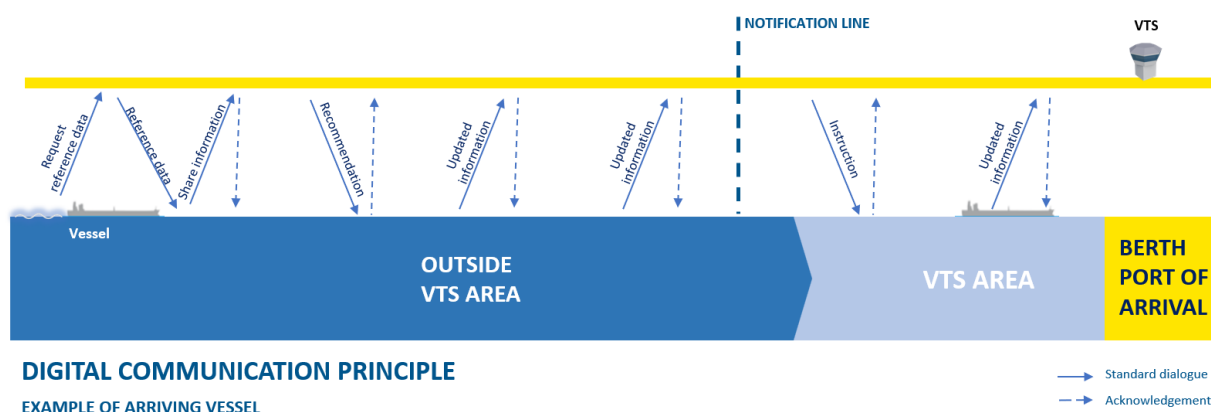 NOTIFICATION LINE
VTS
Request
reference data
Reference data
Share information
Recommendation
Updated
information
Updated
information
Instruction
Updated
information
Vessel
OUTSIDE
VTS AREA
VTS AREA
BERTH
PORT OF
ARRIVAL
DIGITAL COMMUNICATION PRINCIPLE
EXAMPLE OF ARRIVING VESSEL
Standard dialogue
Acknowledgement